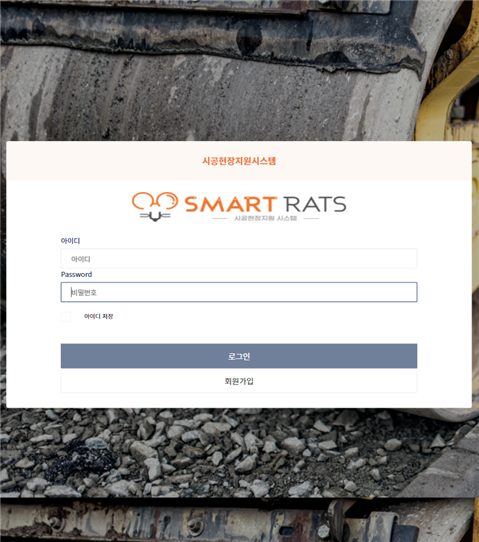 시공현장지원시스템
SMART RATS
시공현장지원 시스템
아이디
아이디
Password
비밀번호
아이디 저장
로그인
회원가입